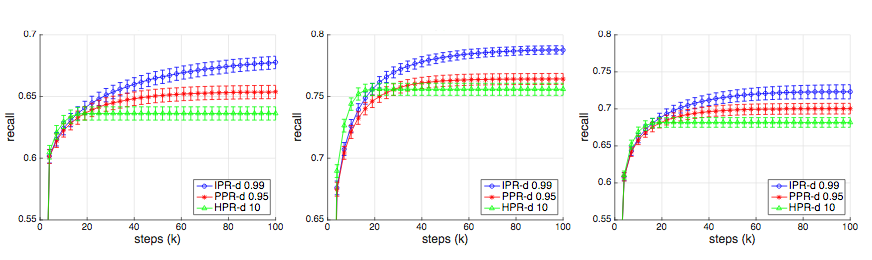 0.7
0.65
0.6
0.55
0 20 40 60 80 100
recall
steps (k)
IPR-d 0.99
PPR-d 0.95
HPR-d 10
0.8
0.75
0.7
0.65
0 20 40 60 80 100
recall
steps (k)
IPR-d 0.99
PPR-d 0.95
HPR-d 10
0.8
0.75
0.7
0.65
0.6
0.55
0 20 40 60 80 100
recall
steps (k)
IPR-d 0.99
PPR-d 0.95
HPR-d 10